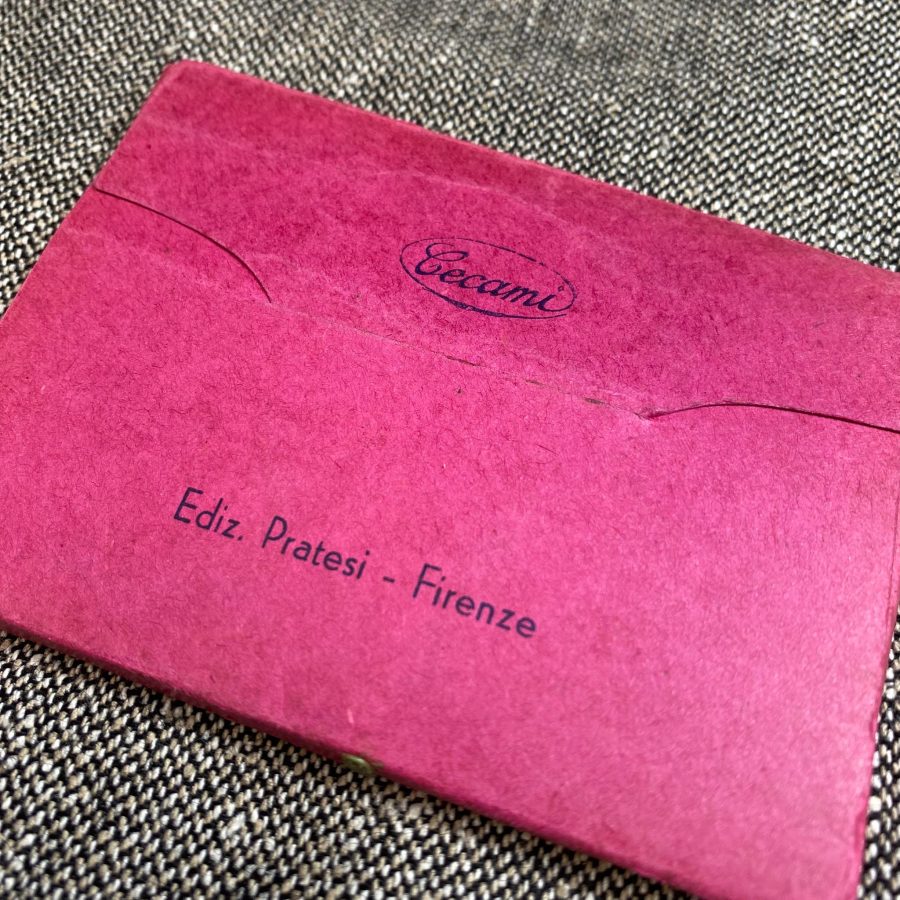 Cecami
Ediz. Pratesi - Firenze